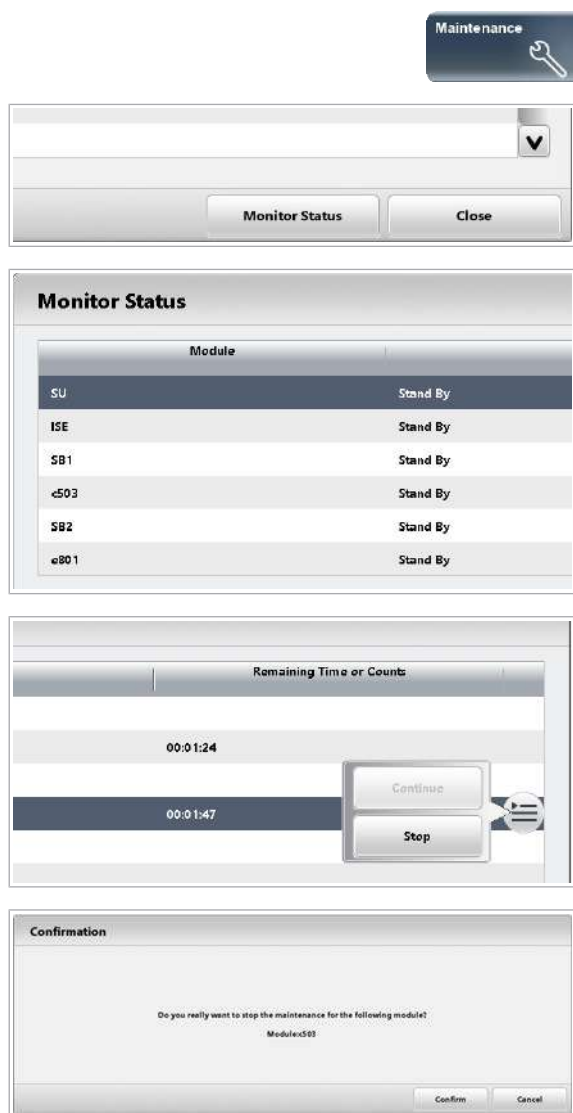 Maintenance
Monitor Status Close
Monitor Status
Module
SU Stand By
ISE Stand By
SB1 Stand By
c503 Stand By
SB2 Stand By
e801 Stand By
Remaining Time or Counts
00:01:24
Continue
00:01:47
Stop
Confirmation
Do you really want to stop the maintenance for the following module?
Module:c503
Confirm Cancel